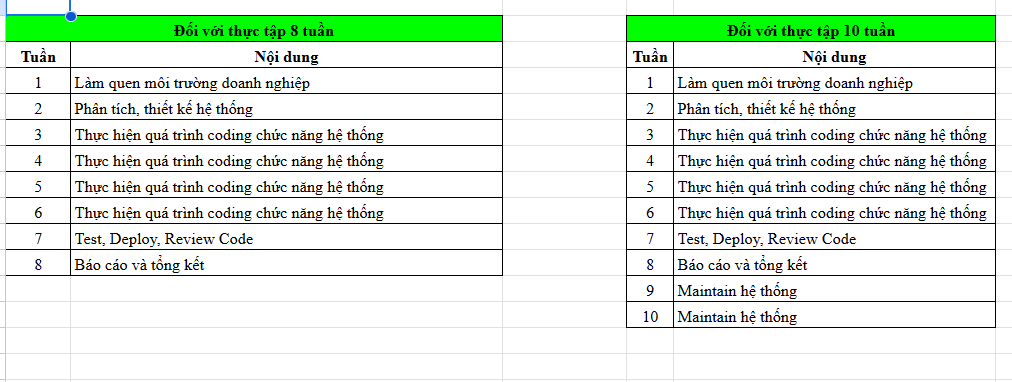 Đối với thực tập 8 tuần
Tuần Nội dung
1 Làm quen môi trường doanh nghiệp
2 Phân tích, thiết kế hệ thống
3 Thực hiện quá trình coding chức năng hệ thống
4 Thực hiện quá trình coding chức năng hệ thống
5 Thực hiện quá trình coding chức năng hệ thống
6 Thực hiện quá trình coding chức năng hệ thống
7 Test, Deploy, Review Code
8 Báo cáo và tổng kết
Đối với thực tập 10 tuần
Tuần Nội dung
1 Làm quen môi trường doanh nghiệp
2 Phân tích, thiết kế hệ thống
3 Thực hiện quá trình coding chức năng hệ thống
4 Thực hiện quá trình coding chức năng hệ thống
5 Thực hiện quá trình coding chức năng hệ thống
6 Thực hiện quá trình coding chức năng hệ thống
7 Test, Deploy, Review Code
8 Báo cáo và tổng kết
9 Maintain hệ thống
10 Maintain hệ thống